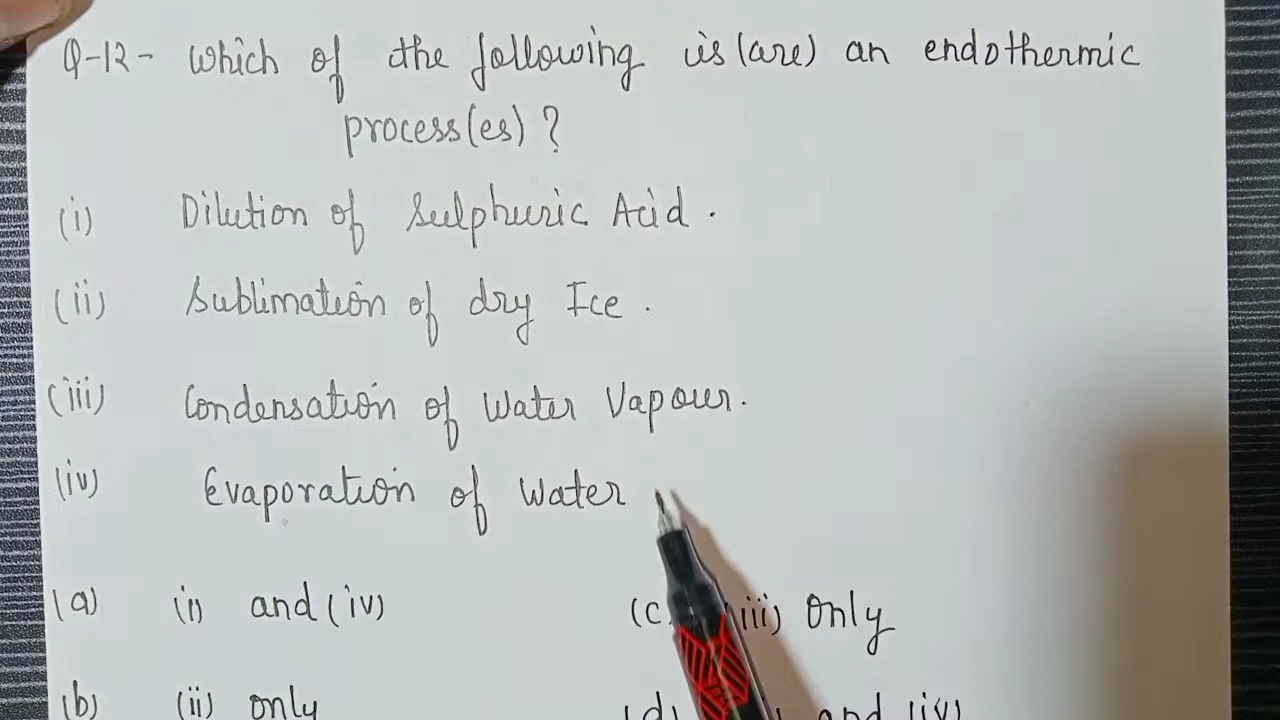 Q-12- Which of the following is(are) an endothermic
process(es) ?
(i) Dilution of Sulphuric Acid.
(ii) Sublimation of dry Ice.
(iii) Condensation of Water Vapour.
(iv) Evaporation of Water
(a) (i) and (iv)
(c) iii) Only
(b) (ii) only
(d) and (iv)